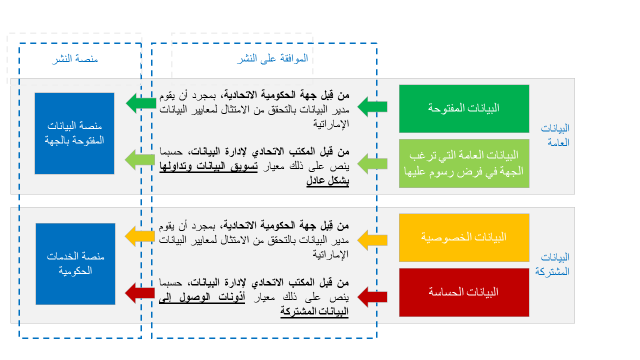 الموافقة على النشر
منصة النشر
البيانات
العامة
البيانات المفتوحة
من قِبل جهة الحكومية الاتحادية، بمجرد أن يقوم
مدير البيانات بالتحقق من الامتثال لمعايير البيانات
الإماراتية
منصة البيانات
المفتوحة بالجهة
البيانات العامة التي ترغب
الجهة في فرض رسوم عليها
من قِبل المكتب الاتحادي لإدارة البيانات، حسبما
ينص على ذلك معيار تسويق البيانات وتداولها
بشكل عادل
البيانات
المشتركة
البيانات الخصوصية
من قِبل جهة الحكومية الاتحادية، بمجرد أن يقوم
مدير البيانات بالتحقق من الامتثال لمعايير البيانات
الإماراتية
منصة الخدمات
الحكومية
البيانات الحساسة
من قِبل المكتب الاتحادي لإدارة البيانات، حسبما
ينص على ذلك معيار أذونات الوصول إلى
البيانات المشتركة